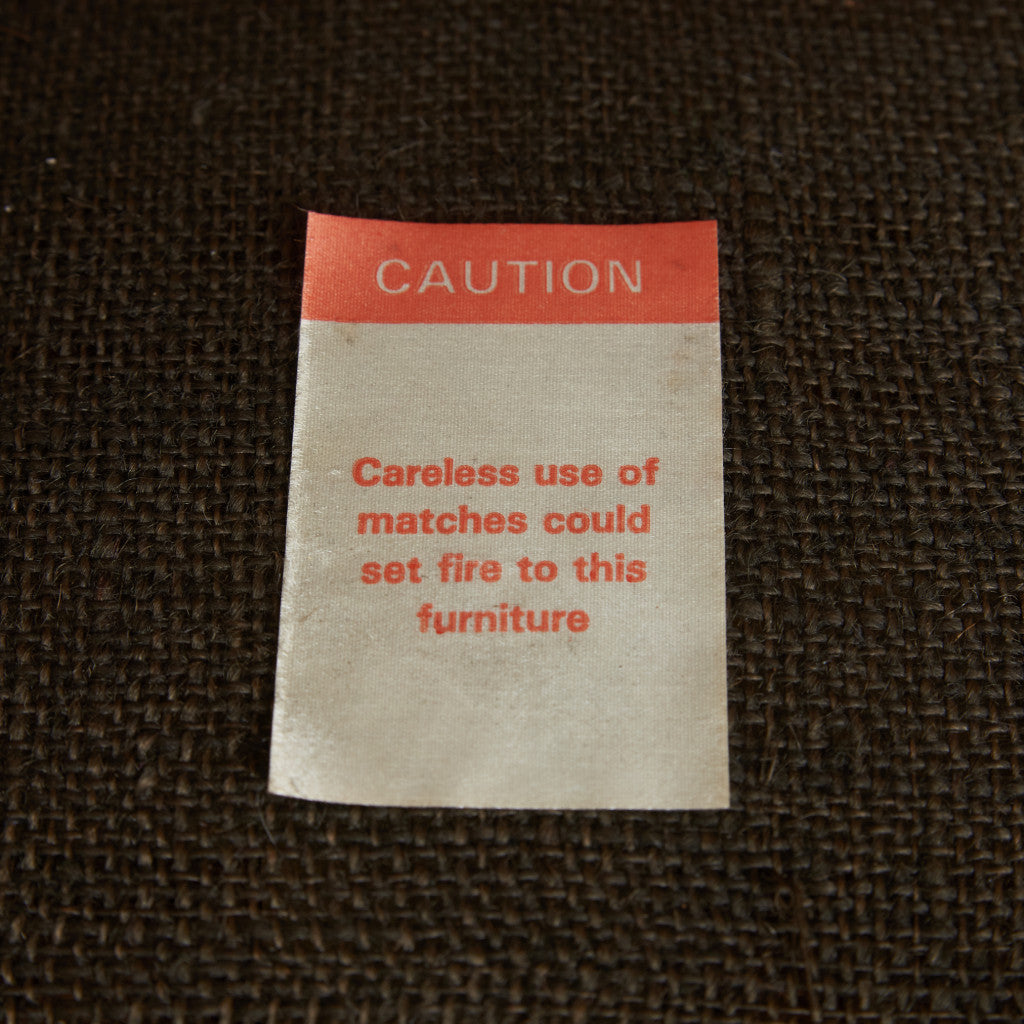 CAUTION
Careless use of
matches could
set fire to this
furniture